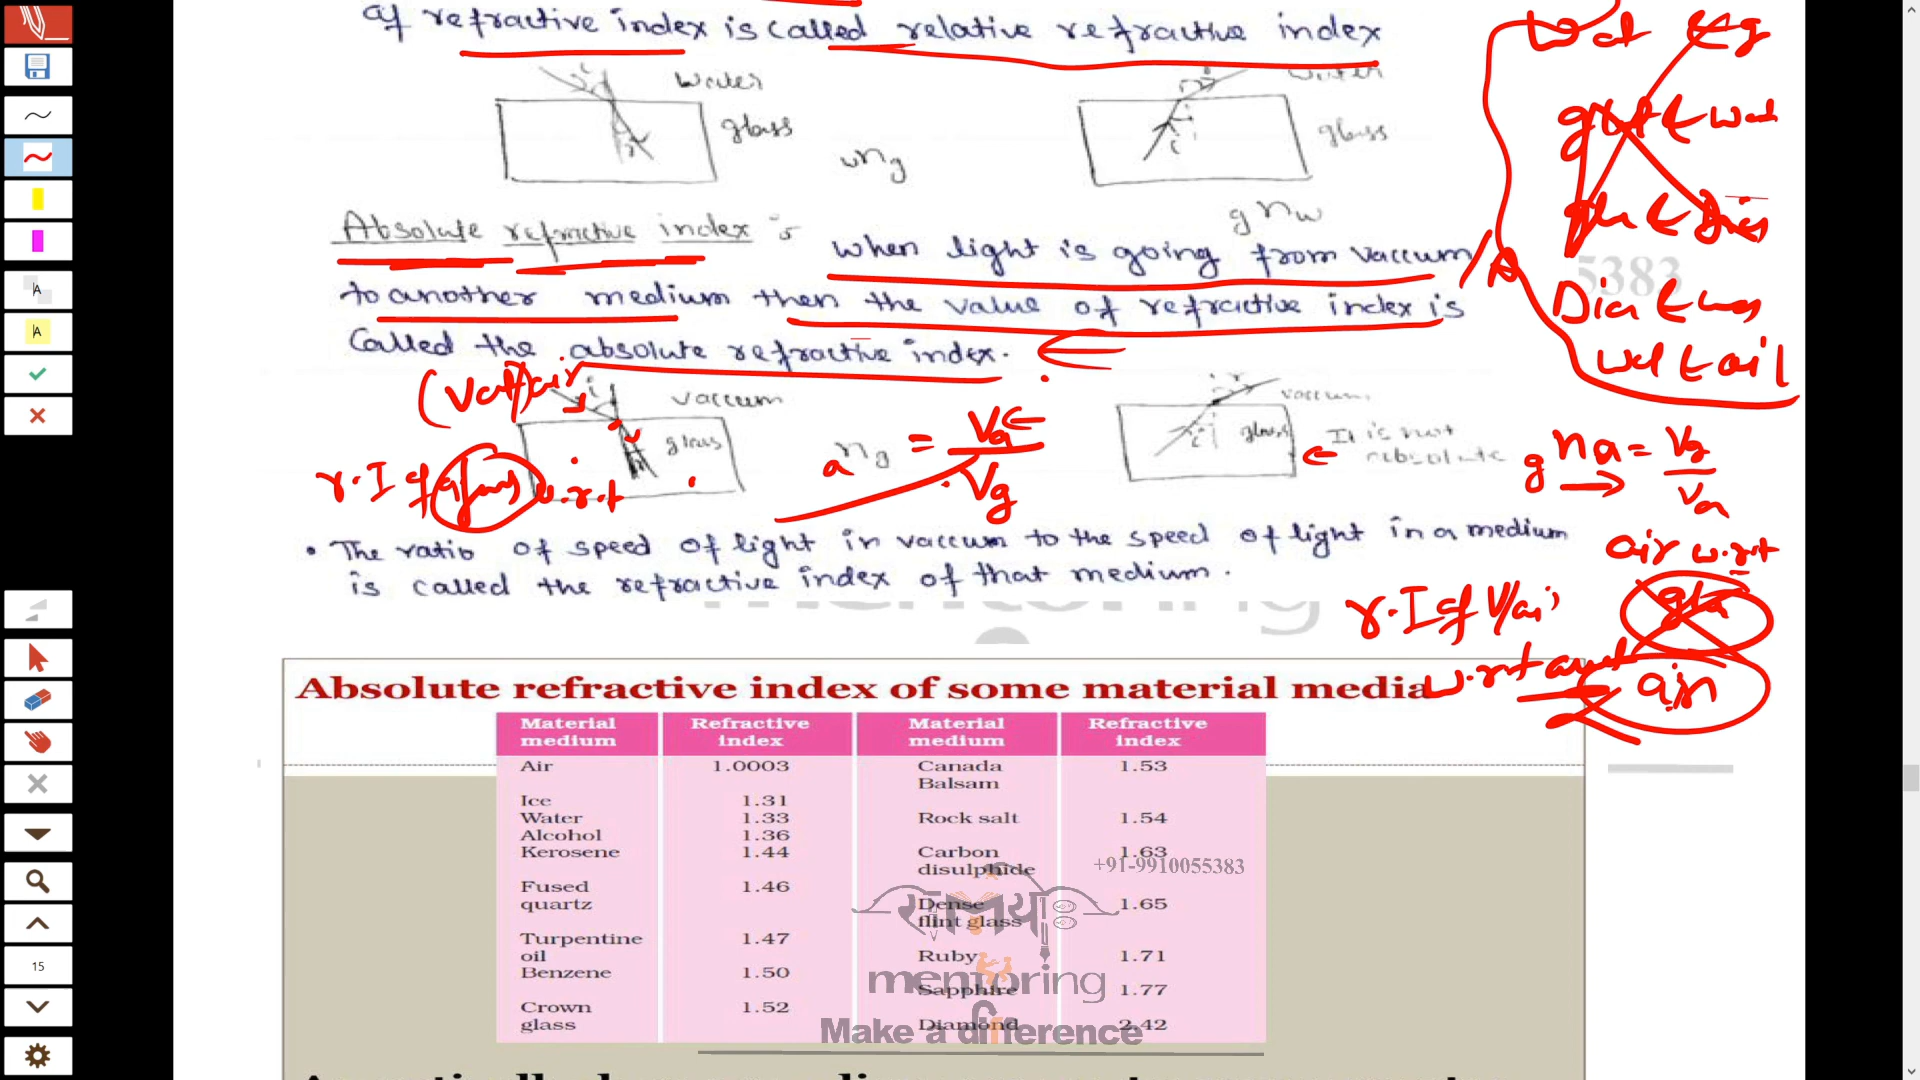 of refractive index is called relative refractive index
water
glass
wng
water
glass
gnw
Absolute refractive index :-
when light is going from vaccum
to another medium then the value of refractive index is
Called the absolute refractive index.
vaccum
glass
ang = Va/Vg
vaccum
glass
It is not
absolute
gna = Vg/Va
r.I of glass w.r.t
air w.r.t
• The ratio of speed of light in vaccum to the speed of light in a medium
is called the refractive index of that medium.
r.I of V/air
w.r.t
air
5383
mentoring
Absolute refractive index of some material media
Material medium Refractive index Material medium Refractive index
Air 1.0003 Canada Balsam 1.53
Ice 1.31
Water 1.33 Rock salt 1.54
Alcohol 1.36
Kerosene 1.44 Carbon disulphide 1.63
+91-9910055383
Fused quartz 1.46 Dense flint glass 1.65
समय
Turpentine oil 1.47 Ruby 1.71
Benzene 1.50 Sapphire 1.77
mentoring
Crown glass 1.52 Diamond 2.42
Make a difference
15